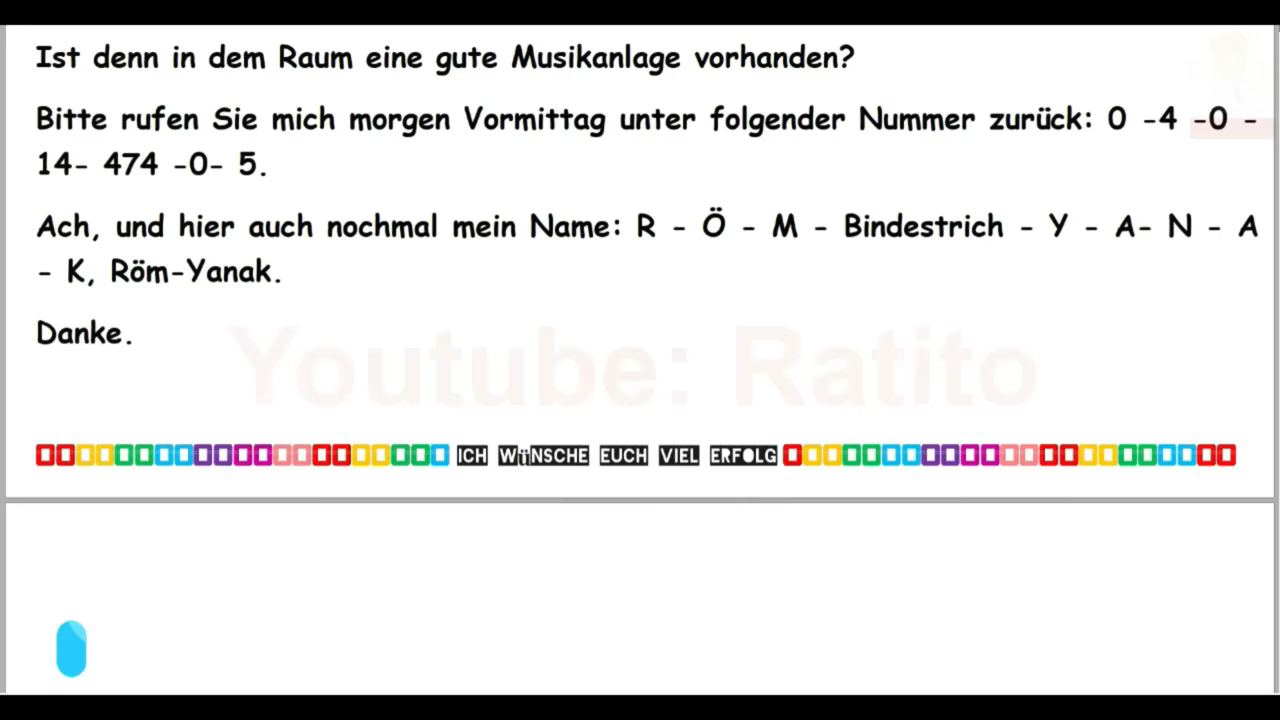 Ist denn in dem Raum eine gute Musikanlage vorhanden?
Bitte rufen Sie mich morgen Vormittag unter folgender Nummer zurück: 0 -4 -0 -
14- 474 -0- 5.
Ach, und hier auch nochmal mein Name: R - Ö - M - Bindestrich - Y - A- N - A
- K, Röm-Yanak.
Danke.
Youtube: Ratito
ICH WüNSCHE EUCH VIEL ERFOLG